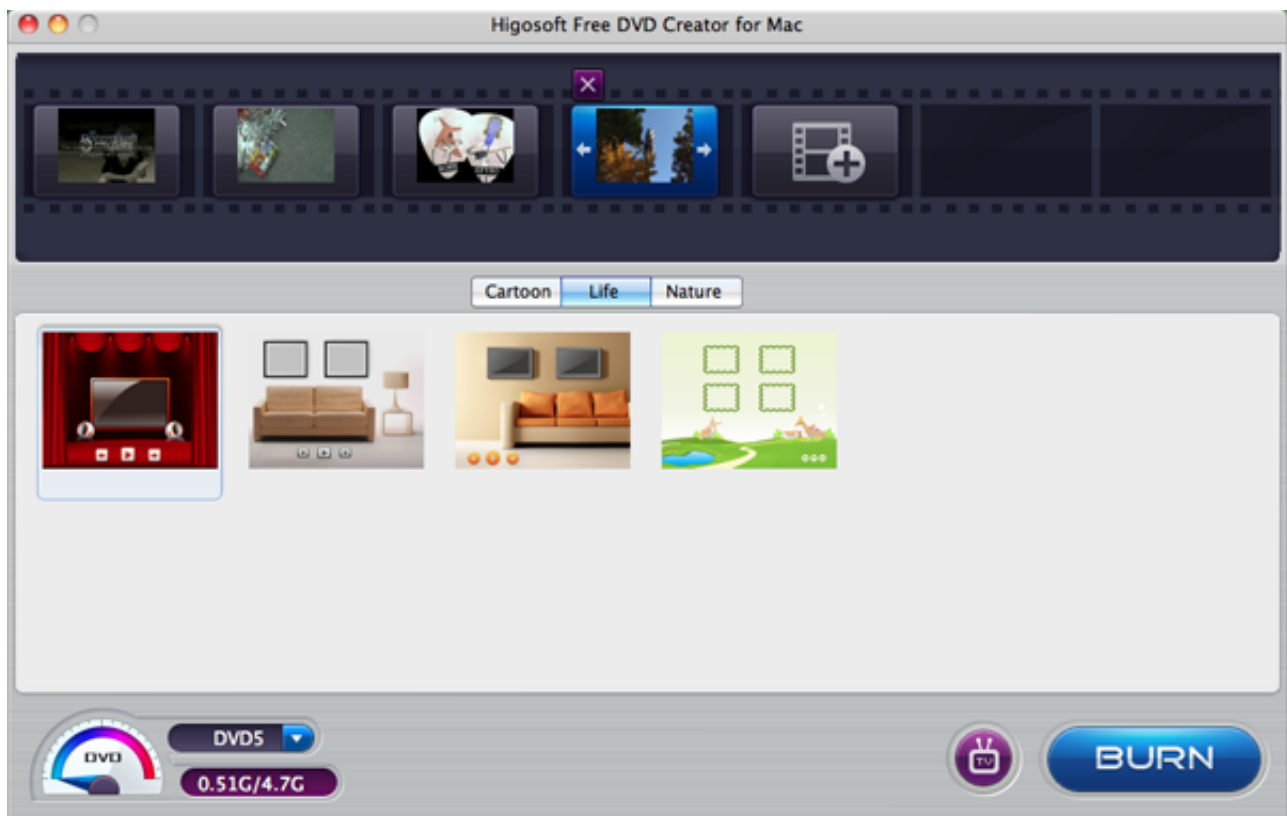 Higosoft Free DVD Creator for Mac
Cartoon Life Nature
DVD
DVD5
0.51G/4.7G
TV
BURN